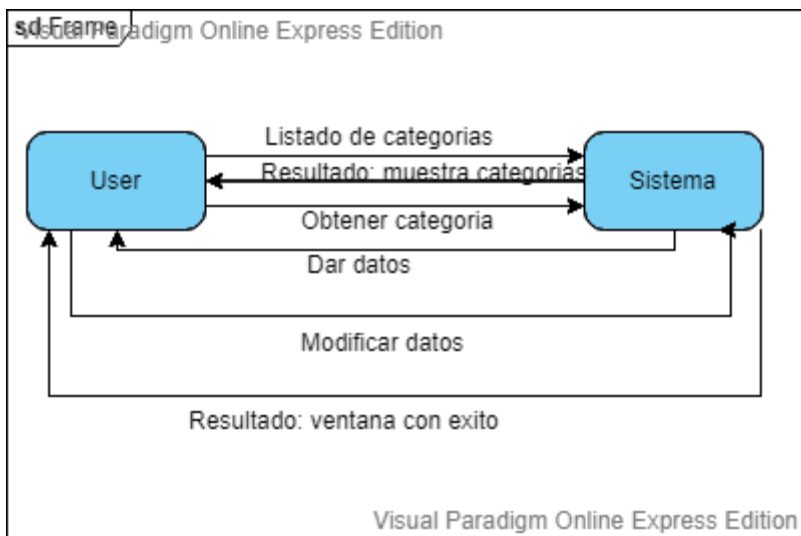 sd Frame
Visual Paradigm Online Express Edition
Listado de categorias
User
Resultado: muestra categorias
Sistema
Obtener categoria
Dar datos
Modificar datos
Resultado: ventana con exito
Visual Paradigm Online Express Edition